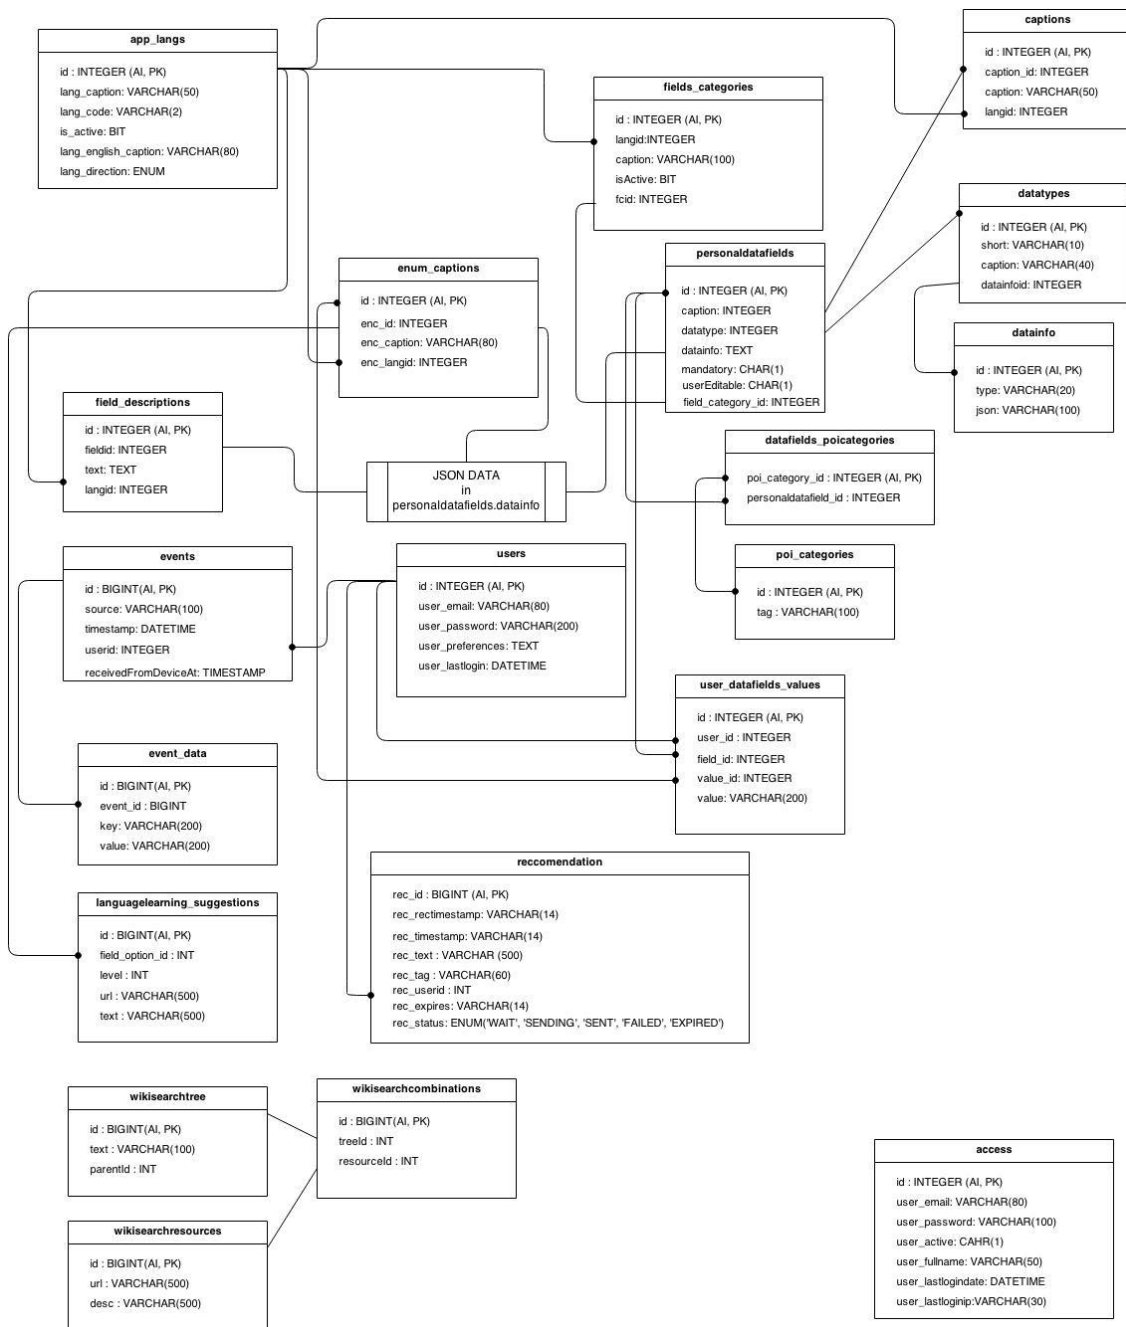 app_langs
id : INTEGER (AI, PK)
lang_caption: VARCHAR(50)
lang_code: VARCHAR(2)
is_active: BIT
lang_english_caption: VARCHAR(80)
lang_direction: ENUM
captions
id : INTEGER (AI, PK)
caption_id: INTEGER
caption: VARCHAR(50)
langid: INTEGER
fields_categories
id : INTEGER (AI, PK)
langid:INTEGER
caption: VARCHAR(100)
isActive: BIT
fcid: INTEGER
datatypes
id : INTEGER (AI, PK)
short: VARCHAR(10)
caption: VARCHAR(40)
datainfoid: INTEGER
enum_captions
id : INTEGER (AI, PK)
enc_id: INTEGER
enc_caption: VARCHAR(80)
enc_langid: INTEGER
personaldatafields
id : INTEGER (AI, PK)
caption: INTEGER
datatype: INTEGER
datainfo: TEXT
mandatory: CHAR(1)
userEditable: CHAR(1)
field_category_id: INTEGER
datainfo
id : INTEGER (AI, PK)
type: VARCHAR(20)
json: VARCHAR(100)
field_descriptions
id : INTEGER (AI, PK)
fieldid: INTEGER
text: TEXT
langid: INTEGER
JSON DATA
in
personaldatafields.datainfo
datafields_poicategories
poi_category_id : INTEGER (AI, PK)
personaldatafield_id : INTEGER
events
id : BIGINT(AI, PK)
source: VARCHAR(100)
timestamp: DATETIME
userid: INTEGER
receivedFromDeviceAt: TIMESTAMP
users
id : INTEGER (AI, PK)
user_email: VARCHAR(80)
user_password: VARCHAR(200)
user_preferences: TEXT
user_lastlogin: DATETIME
poi_categories
id : INTEGER (AI, PK)
tag : VARCHAR(100)
user_datafields_values
id : INTEGER (AI, PK)
user_id : INTEGER
field_id: INTEGER
value_id: INTEGER
value: VARCHAR(200)
event_data
id : BIGINT(AI, PK)
event_id : BIGINT
key: VARCHAR(200)
value: VARCHAR(200)
reccomendation
rec_id : BIGINT (AI, PK)
rec_rectimestamp: VARCHAR(14)
rec_timestamp: VARCHAR(14)
rec_text : VARCHAR (500)
rec_tag : VARCHAR(60)
rec_userid : INT
rec_expires: VARCHAR(14)
rec_status: ENUM('WAIT', 'SENDING', 'SENT', 'FAILED', 'EXPIRED')
languagelearning_suggestions
id : BIGINT(AI, PK)
field_option_id : INT
level : INT
url : VARCHAR(500)
text : VARCHAR(500)
wikisearchtree
id : BIGINT(AI, PK)
text : VARCHAR(100)
parentId : INT
wikisearchcombinations
id : BIGINT(AI, PK)
treeId : INT
resourceId : INT
wikisearchresources
id : BIGINT(AI, PK)
url : VARCHAR(500)
desc : VARCHAR(500)
access
id : INTEGER (AI, PK)
user_email: VARCHAR(80)
user_password: VARCHAR(100)
user_active: CAHR(1)
user_fullname: VARCHAR(50)
user_lastlogindate: DATETIME
user_lastloginip:VARCHAR(30)